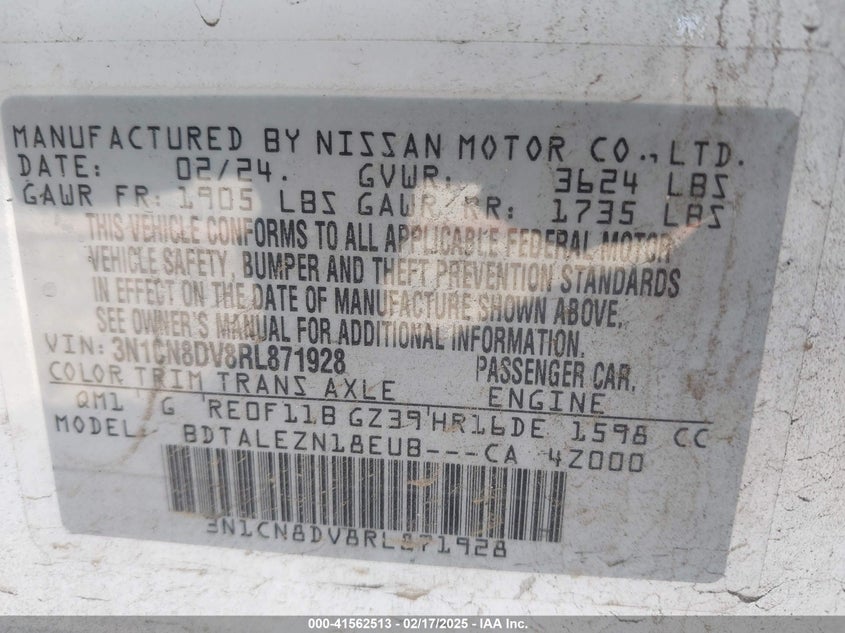 MANUFACTURED BY NISSAN MOTOR CO., LTD.
DATE: 02/24. GVWR: 3624 LBS
GAWR FR: 1905 LBS GAWR RR: 1735 LBS
THIS VEHICLE CONFORMS TO ALL APPLICABLE FEDERAL MOTOR
VEHICLE SAFETY, BUMPER AND THEFT PREVENTION STANDARDS
IN EFFECT ON THE DATE OF MANUFACTURE SHOWN ABOVE.
SEE OWNER'S MANUAL FOR ADDITIONAL INFORMATION.
VIN: 3N1CN8DV8RL871928 PASSENGER CAR,
COLOR TRIM TRANS AXLE ENGINE
QM1 G RE0F11B GZ39 HR16DE 1598 CC
MODEL: BDTALEZN18EUB---CA 4Z000
3N1CN8DV8RL871928
000-41562513 - 02/17/2025 - IAA Inc.